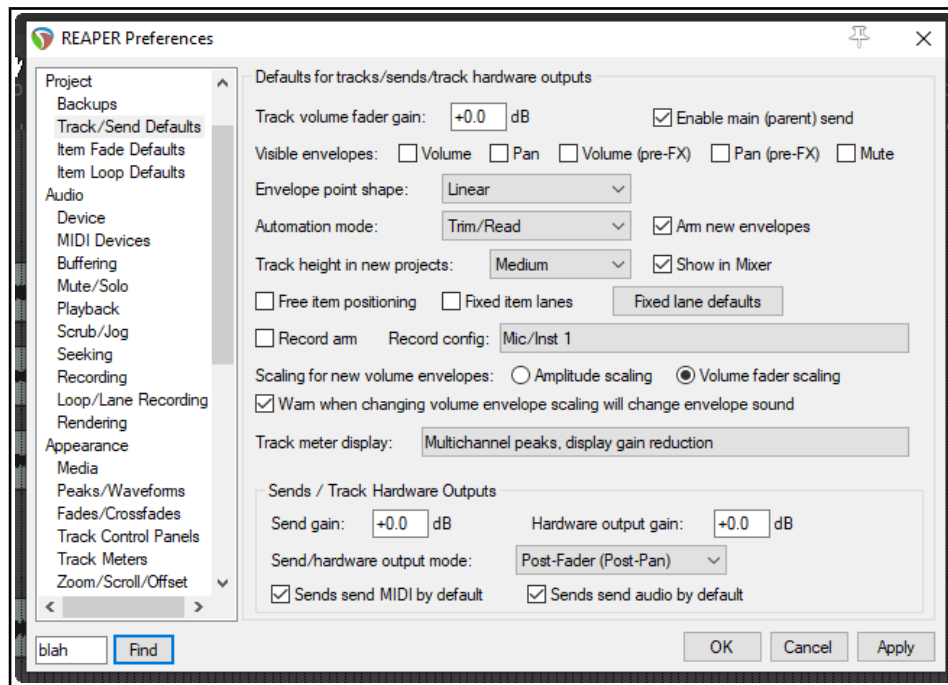 REAPER Preferences
Project
Backups
Track/Send Defaults
Item Fade Defaults
Item Loop Defaults
Audio
Device
MIDI Devices
Buffering
Mute/Solo
Playback
Scrub/Jog
Seeking
Recording
Loop/Lane Recording
Rendering
Appearance
Media
Peaks/Waveforms
Fades/Crossfades
Track Control Panels
Track Meters
Zoom/Scroll/Offset
blah Find
Defaults for tracks/sends/track hardware outputs
Track volume fader gain: +0.0 dB Enable main (parent) send
Visible envelopes: Volume Pan Volume (pre-FX) Pan (pre-FX) Mute
Envelope point shape: Linear
Automation mode: Trim/Read Arm new envelopes
Track height in new projects: Medium Show in Mixer
Free item positioning Fixed item lanes Fixed lane defaults
Record arm Record config: Mic/Inst 1
Scaling for new volume envelopes: Amplitude scaling Volume fader scaling
Warn when changing volume envelope scaling will change envelope sound
Track meter display: Multichannel peaks, display gain reduction
Sends / Track Hardware Outputs
Send gain: +0.0 dB Hardware output gain: +0.0 dB
Send/hardware output mode: Post-Fader (Post-Pan)
Sends send MIDI by default Sends send audio by default
OK Cancel Apply